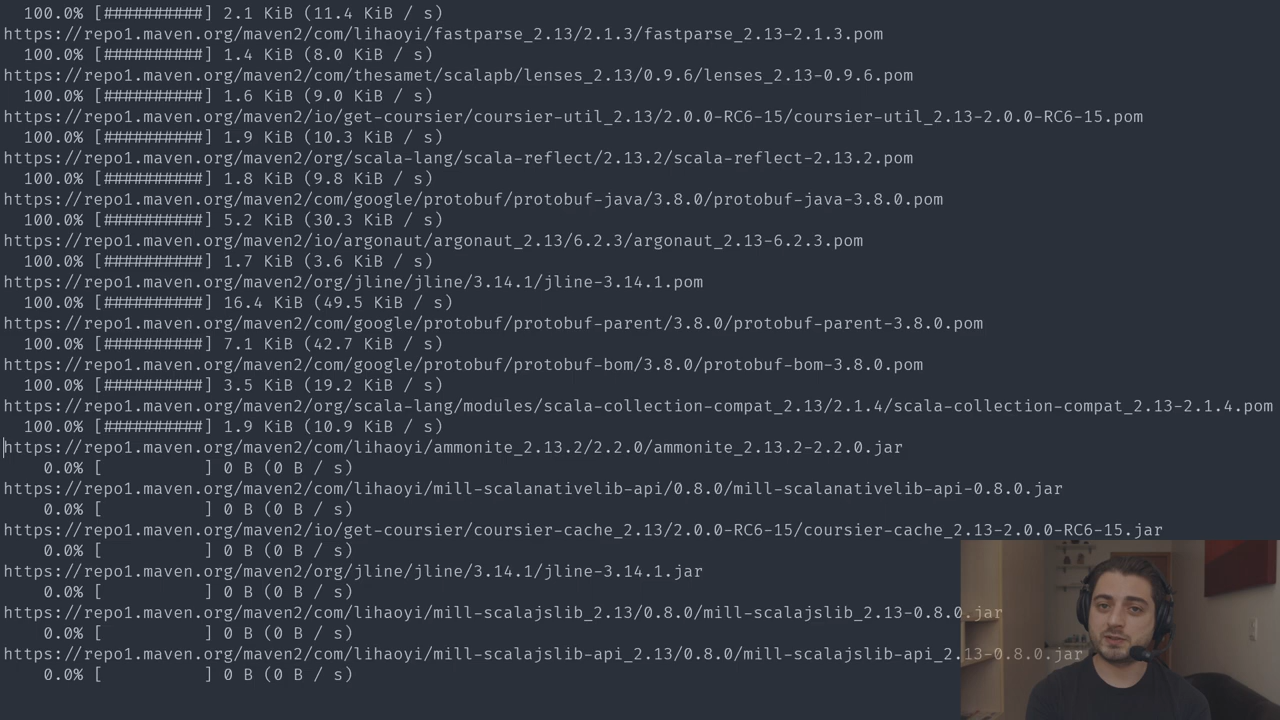 100.0% [##########] 2.1 KiB (11.4 KiB / s)
https://repo1.maven.org/maven2/com/lihaoyi/fastparse_2.13/2.1.3/fastparse_2.13-2.1.3.pom
100.0% [##########] 1.4 KiB (8.0 KiB / s)
https://repo1.maven.org/maven2/com/thesamet/scalapb/lenses_2.13/0.9.6/lenses_2.13-0.9.6.pom
100.0% [##########] 1.6 KiB (9.0 KiB / s)
https://repo1.maven.org/maven2/io/get-coursier/coursier-util_2.13/2.0.0-RC6-15/coursier-util_2.13-2.0.0-RC6-15.pom
100.0% [##########] 1.9 KiB (10.3 KiB / s)
https://repo1.maven.org/maven2/org/scala-lang/scala-reflect/2.13.2/scala-reflect-2.13.2.pom
100.0% [##########] 1.8 KiB (9.8 KiB / s)
https://repo1.maven.org/maven2/com/google/protobuf/protobuf-java/3.8.0/protobuf-java-3.8.0.pom
100.0% [##########] 5.2 KiB (30.3 KiB / s)
https://repo1.maven.org/maven2/io/argonaut/argonaut_2.13/6.2.3/argonaut_2.13-6.2.3.pom
100.0% [##########] 1.7 KiB (3.6 KiB / s)
https://repo1.maven.org/maven2/org/jline/jline/3.14.1/jline-3.14.1.pom
100.0% [##########] 16.4 KiB (49.5 KiB / s)
https://repo1.maven.org/maven2/com/google/protobuf/protobuf-parent/3.8.0/protobuf-parent-3.8.0.pom
100.0% [##########] 7.1 KiB (42.7 KiB / s)
https://repo1.maven.org/maven2/com/google/protobuf/protobuf-bom/3.8.0/protobuf-bom-3.8.0.pom
100.0% [##########] 3.5 KiB (19.2 KiB / s)
https://repo1.maven.org/maven2/org/scala-lang/modules/scala-collection-compat_2.13/2.1.4/scala-collection-compat_2.13-2.1.4.pom
100.0% [##########] 1.9 KiB (10.9 KiB / s)
https://repo1.maven.org/maven2/com/lihaoyi/ammonite_2.13.2/2.2.0/ammonite_2.13.2-2.2.0.jar
0.0% [          ] 0 B (0 B / s)
https://repo1.maven.org/maven2/com/lihaoyi/mill-scalanativelib-api/0.8.0/mill-scalanativelib-api-0.8.0.jar
0.0% [          ] 0 B (0 B / s)
https://repo1.maven.org/maven2/io/get-coursier/coursier-cache_2.13/2.0.0-RC6-15/coursier-cache_2.13-2.0.0-RC6-15.jar
0.0% [          ] 0 B (0 B / s)
https://repo1.maven.org/maven2/org/jline/jline/3.14.1/jline-3.14.1.jar
0.0% [          ] 0 B (0 B / s)
https://repo1.maven.org/maven2/com/lihaoyi/mill-scalajslib_2.13/0.8.0/mill-scalajslib_2.13-0.8.0.jar
0.0% [          ] 0 B (0 B / s)
https://repo1.maven.org/maven2/com/lihaoyi/mill-scalajslib-api_2.13/0.8.0/mill-scalajslib-api_2.13-0.8.0.jar
0.0% [          ] 0 B (0 B / s)